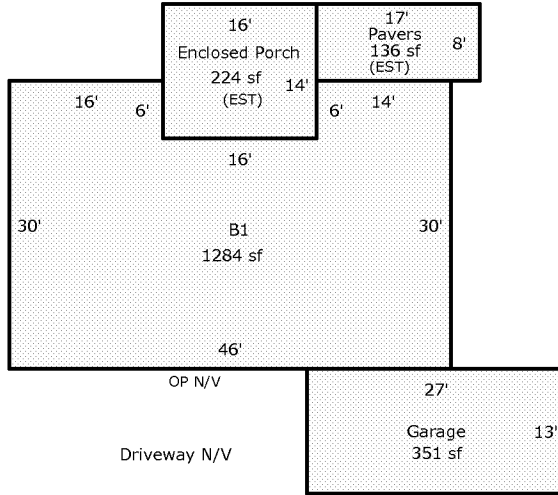 16'
Enclosed Porch
224 sf
(EST)
14'
17'
Pavers
136 sf
(EST)
8'
16'
6'
6'
14'
16'
30'
B1
1284 sf
30'
46'
OP N/V
27'
Driveway N/V
Garage
351 sf
13'